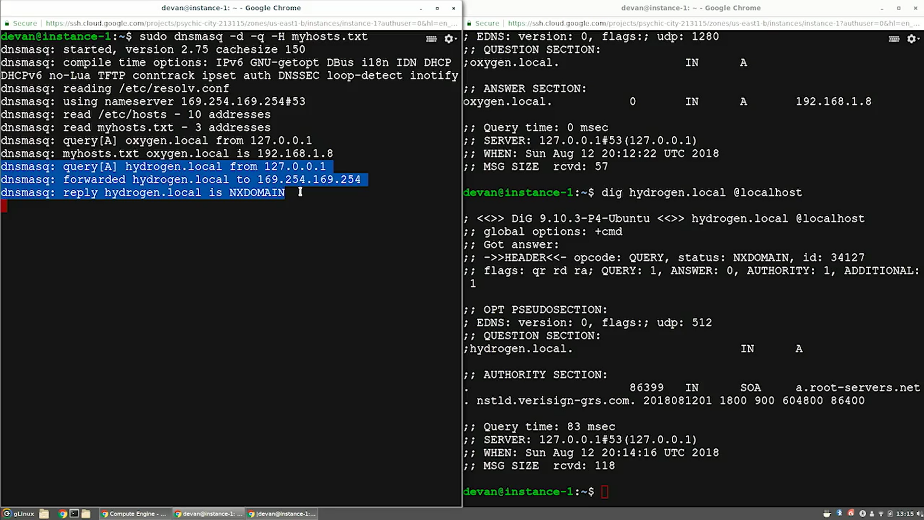 devan@instance-1: ~ - Google Chrome
Secure https://ssh.cloud.google.com/projects/psychic-city-213115/zones/us-east1-b/instances/instance-1?authuser=0&hl=en_...
devan@instance-1:~$ sudo dnsmasq -d -q -H myhosts.txt
dnsmasq: started, version 2.75 cachesize 150
dnsmasq: compile time options: IPv6 GNU-getopt DBus i18n IDN DHCP
DHCPv6 no-Lua TFTP conntrack ipset auth DNSSEC loop-detect inotify
dnsmasq: reading /etc/resolv.conf
dnsmasq: using nameserver 169.254.169.254#53
dnsmasq: read /etc/hosts - 10 addresses
dnsmasq: read myhosts.txt - 3 addresses
dnsmasq: query[A] oxygen.local from 127.0.0.1
dnsmasq: myhosts.txt oxygen.local is 192.168.1.8
dnsmasq: query[A] hydrogen.local from 127.0.0.1
dnsmasq: forwarded hydrogen.local to 169.254.169.254
dnsmasq: reply hydrogen.local is NXDOMAIN
devan@instance-1: ~ - Google Chrome
Secure https://ssh.cloud.google.com/projects/psychic-city-213115/zones/us-east1-b/instances/instance-1?authuser=0&hl=en_...
; EDNS: version: 0, flags:; udp: 1280
;; QUESTION SECTION:
;oxygen.local. IN A
;; ANSWER SECTION:
oxygen.local. 0 IN A 192.168.1.8
;; Query time: 0 msec
;; SERVER: 127.0.0.1#53(127.0.0.1)
;; WHEN: Sun Aug 12 20:12:22 UTC 2018
;; MSG SIZE rcvd: 57
devan@instance-1:~$ dig hydrogen.local @localhost
; <<>> DiG 9.10.3-P4-Ubuntu <<>> hydrogen.local @localhost
;; global options: +cmd
;; Got answer:
;; ->>HEADER<<- opcode: QUERY, status: NXDOMAIN, id: 34127
;; flags: qr rd ra; QUERY: 1, ANSWER: 0, AUTHORITY: 1, ADDITIONAL:
1
;; OPT PSEUDOSECTION:
; EDNS: version: 0, flags:; udp: 512
;; QUESTION SECTION:
;hydrogen.local. IN A
;; AUTHORITY SECTION:
. 86399 IN SOA a.root-servers.net
. nstld.verisign-grs.com. 2018081201 1800 900 604800 86400
;; Query time: 83 msec
;; SERVER: 127.0.0.1#53(127.0.0.1)
;; WHEN: Sun Aug 12 20:14:16 UTC 2018
;; MSG SIZE rcvd: 118
devan@instance-1:~$
gLinux
Compute Engine -...
devan@instance-1:...
devan@instance-1:...
13:15